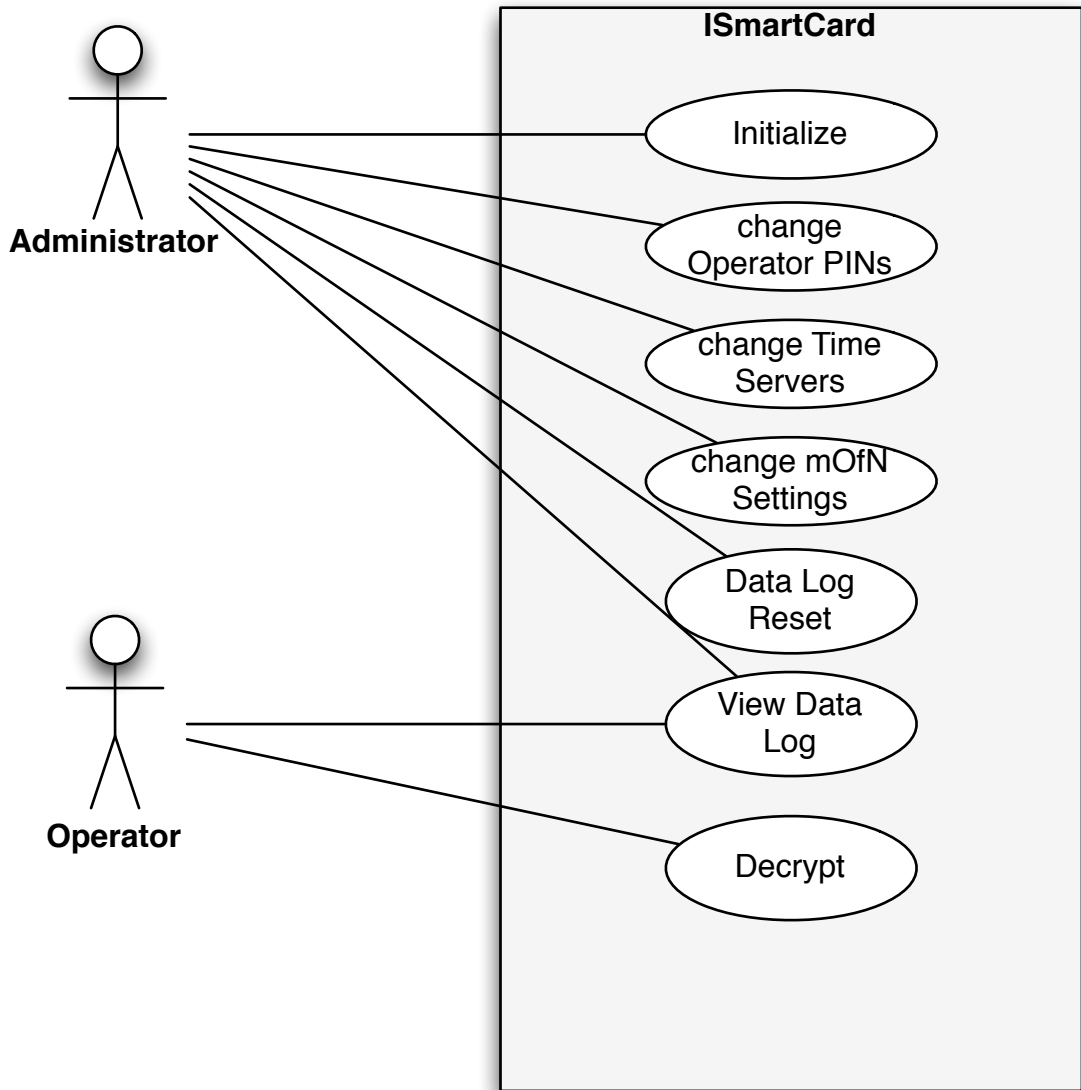 ISmartCard
Initialize
Administrator
change
Operator PINs
change Time
Servers
change mOfN
Settings
Data Log
Reset
View Data
Log
Operator
Decrypt